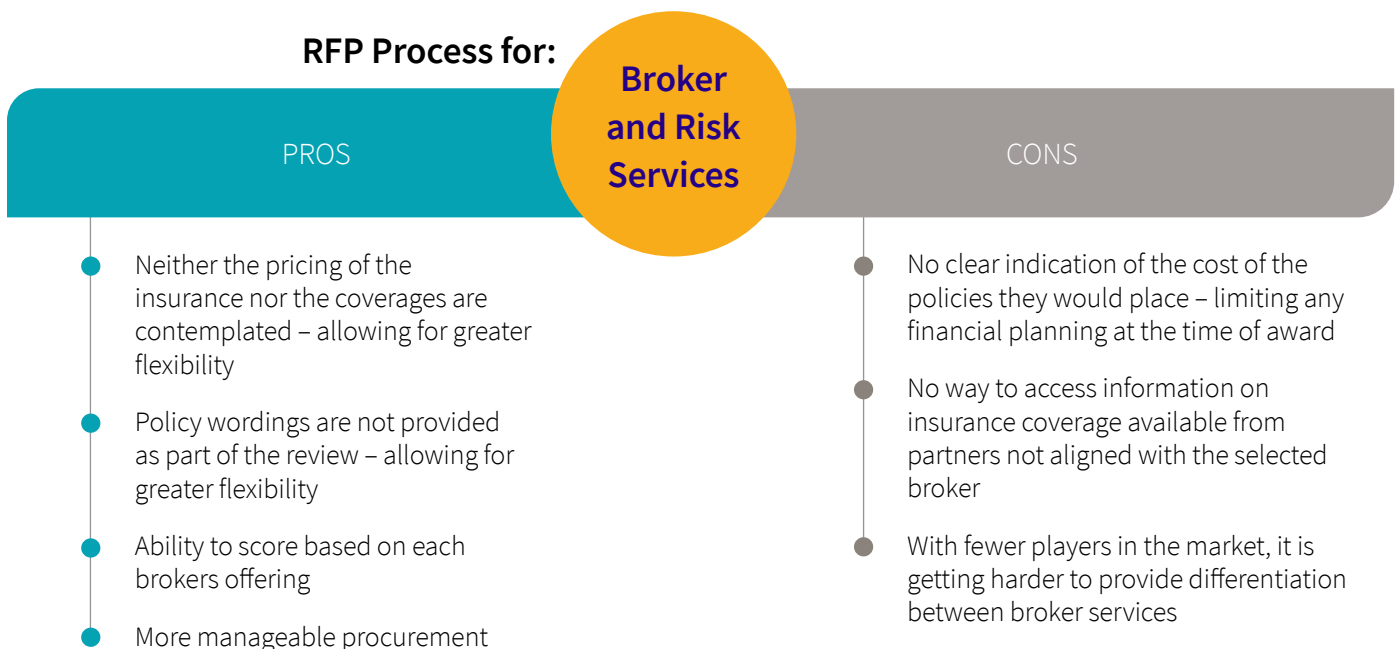 RFP Process for:
Broker
and Risk
Services
PROS
CONS
Neither the pricing of the
insurance nor the coverages are
contemplated – allowing for greater
flexibility
Policy wordings are not provided
as part of the review – allowing for
greater flexibility
Ability to score based on each
brokers offering
More manageable procurement
No clear indication of the cost of the
policies they would place – limiting any
financial planning at the time of award
No way to access information on
insurance coverage available from
partners not aligned with the selected
broker
With fewer players in the market, it is
getting harder to provide differentiation
between broker services